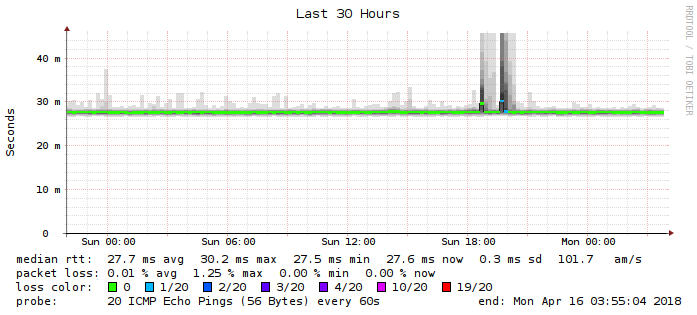 Last 30 Hours
RRDTOOL / TOBI OETIKER
Seconds
40 m
30 m
20 m
10 m
0
Sun 00:00 Sun 06:00 Sun 12:00 Sun 18:00 Mon 00:00
median rtt: 27.7 ms avg 30.2 ms max 27.5 ms min 27.6 ms now 0.3 ms sd 101.7 am/s
packet loss: 0.01 % avg 1.25 % max 0.00 % min 0.00 % now
loss color: 0 1/20 2/20 3/20 4/20 10/20 19/20
probe: 20 ICMP Echo Pings (56 Bytes) every 60s end: Mon Apr 16 03:55:04 2018